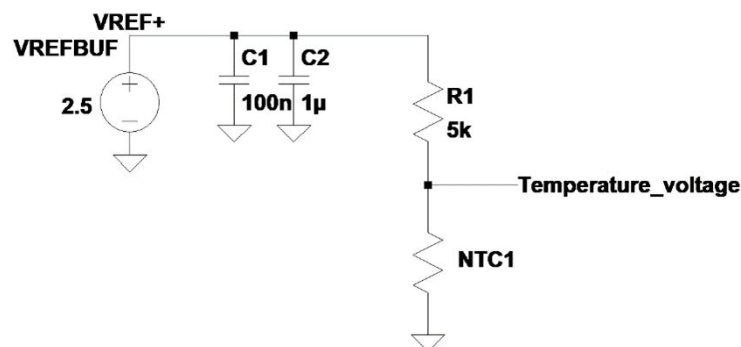 VREF+
VREFBUF
2.5
C1
100n
C2
1µ
R1
5k
Temperature_voltage
NTC1